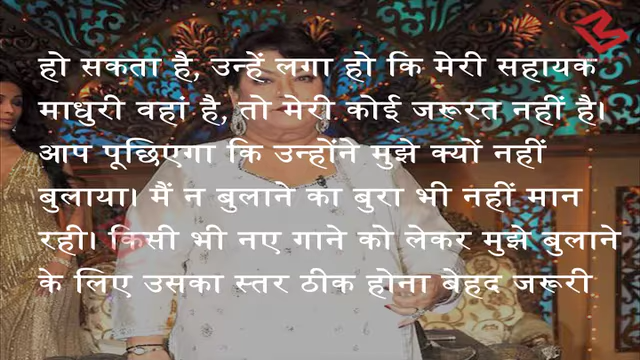 हो सकता है, उन्हें लगा हो कि मेरी सहायक
माधुरी वहां है, तो मेरी कोई जरूरत नहीं है।
आप पूछिएगा कि उन्होंने मुझे क्यों नहीं
बुलाया। मैं न बुलाने का बुरा भी नहीं मान
रही। किसी भी नए गाने को लेकर मुझे बुलाने
के लिए उसका स्तर ठीक होना बेहद जरूरी